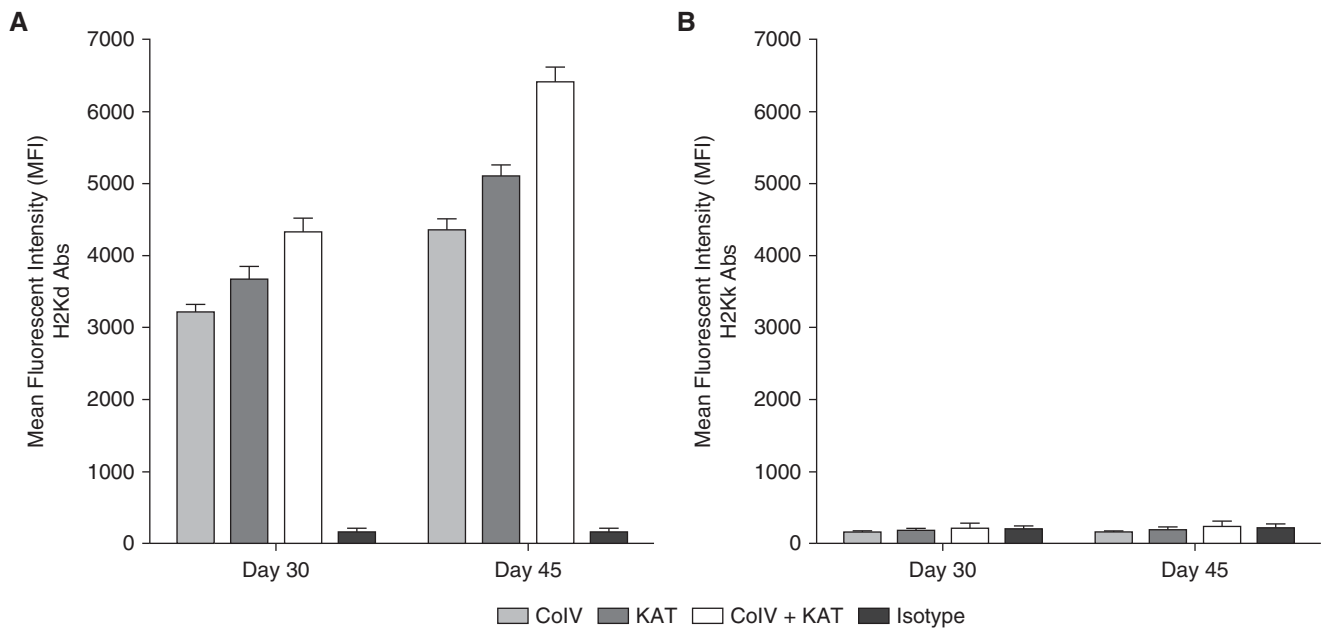 A
7000
6000
5000
4000
3000
2000
1000
0
Mean Fluorescent Intensity (MFI)
H2Kd Abs
Day 30
Day 45
B
7000
6000
5000
4000
3000
2000
1000
0
Mean Fluorescent Intensity (MFI)
H2Kk Abs
Day 30
Day 45
ColV
KAT
ColV + KAT
Isotype